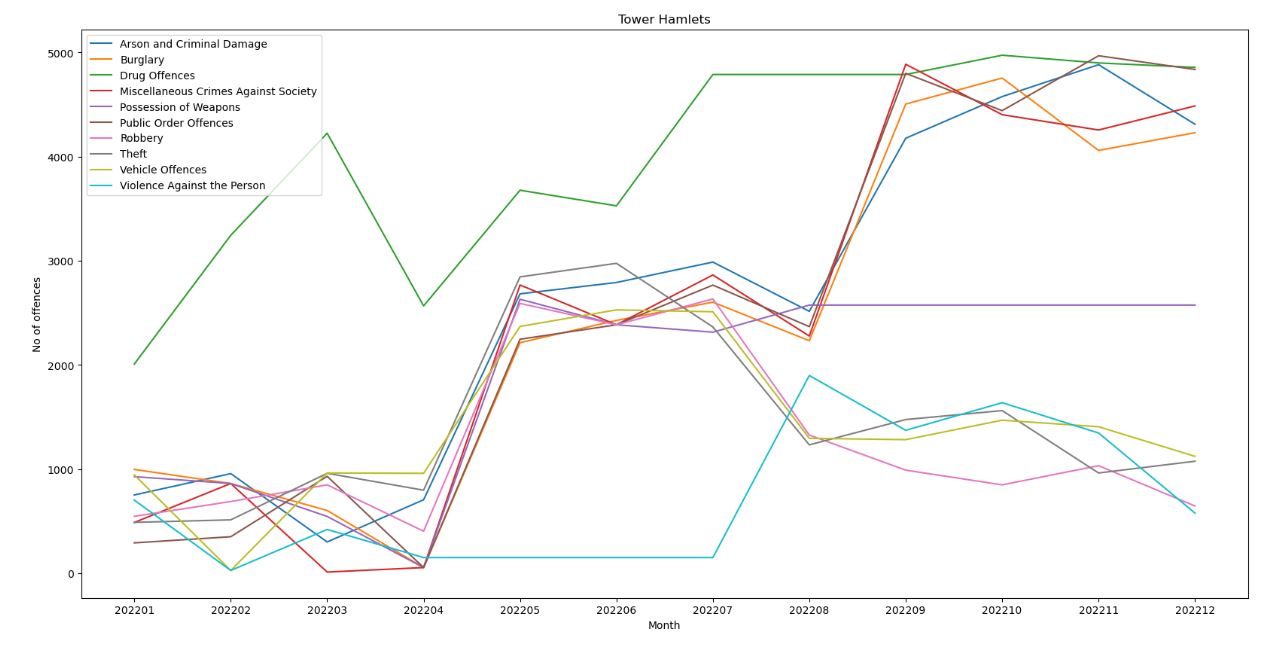 Tower Hamlets
Arson and Criminal Damage
Burglary
Drug Offences
Miscellaneous Crimes Against Society
Possession of Weapons
Public Order Offences
Robbery
Theft
Vehicle Offences
Violence Against the Person
5000
4000
3000
2000
1000
0
No of offences
202201 202202 202203 202204 202205 202206 202207 202208 202209 202210 202211 202212
Month